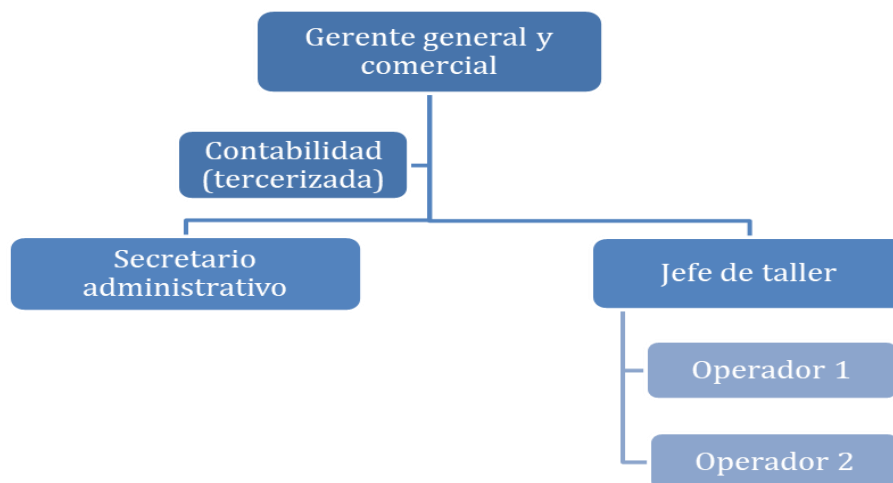 Gerente general y
comercial
Contabilidad
(tercerizada)
Secretario
administrativo
Jefe de taller
Operador 1
Operador 2